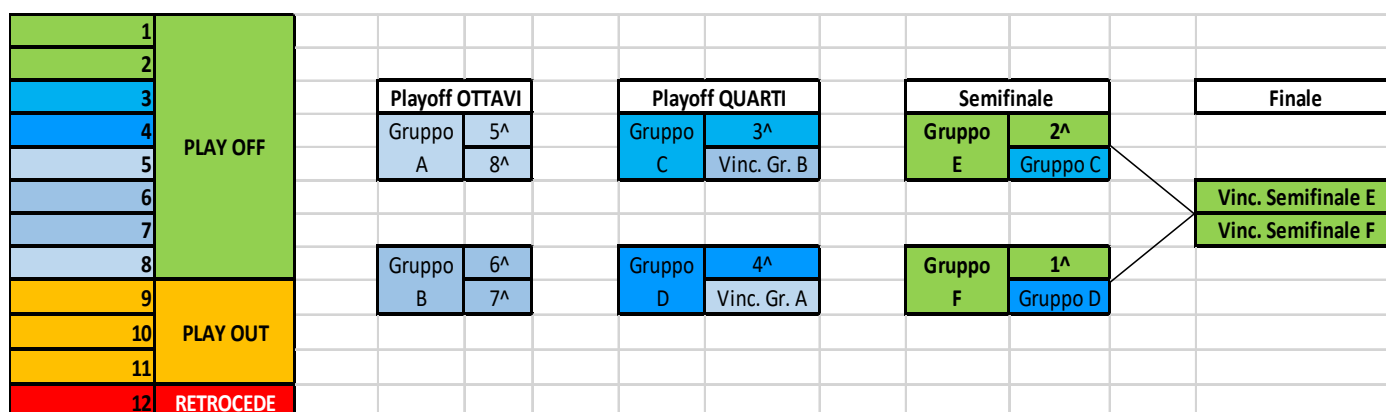 1
2
3 Playoff OTTAVI Playoff QUARTI Semifinale Finale
4 Gruppo 5^ Gruppo 3^ Gruppo 2^
PLAY OFF
5 A 8^ C Vinc. Gr. B E Gruppo C
6 Vinc. Semifinale E
7 Vinc. Semifinale F
8 Gruppo 6^ Gruppo 4^ Gruppo 1^
9 B 7^ D Vinc. Gr. A F Gruppo D
10 PLAY OUT
11
12 RETROCEDE